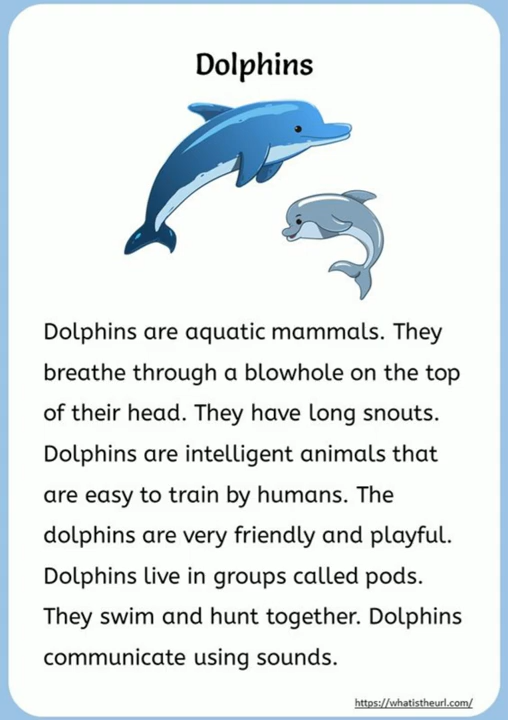 Dolphins
Dolphins are aquatic mammals. They
breathe through a blowhole on the top
of their head. They have long snouts.
Dolphins are intelligent animals that
are easy to train by humans. The
dolphins are very friendly and playful.
Dolphins live in groups called pods.
They swim and hunt together. Dolphins
communicate using sounds.
https://whatistheurl.com/